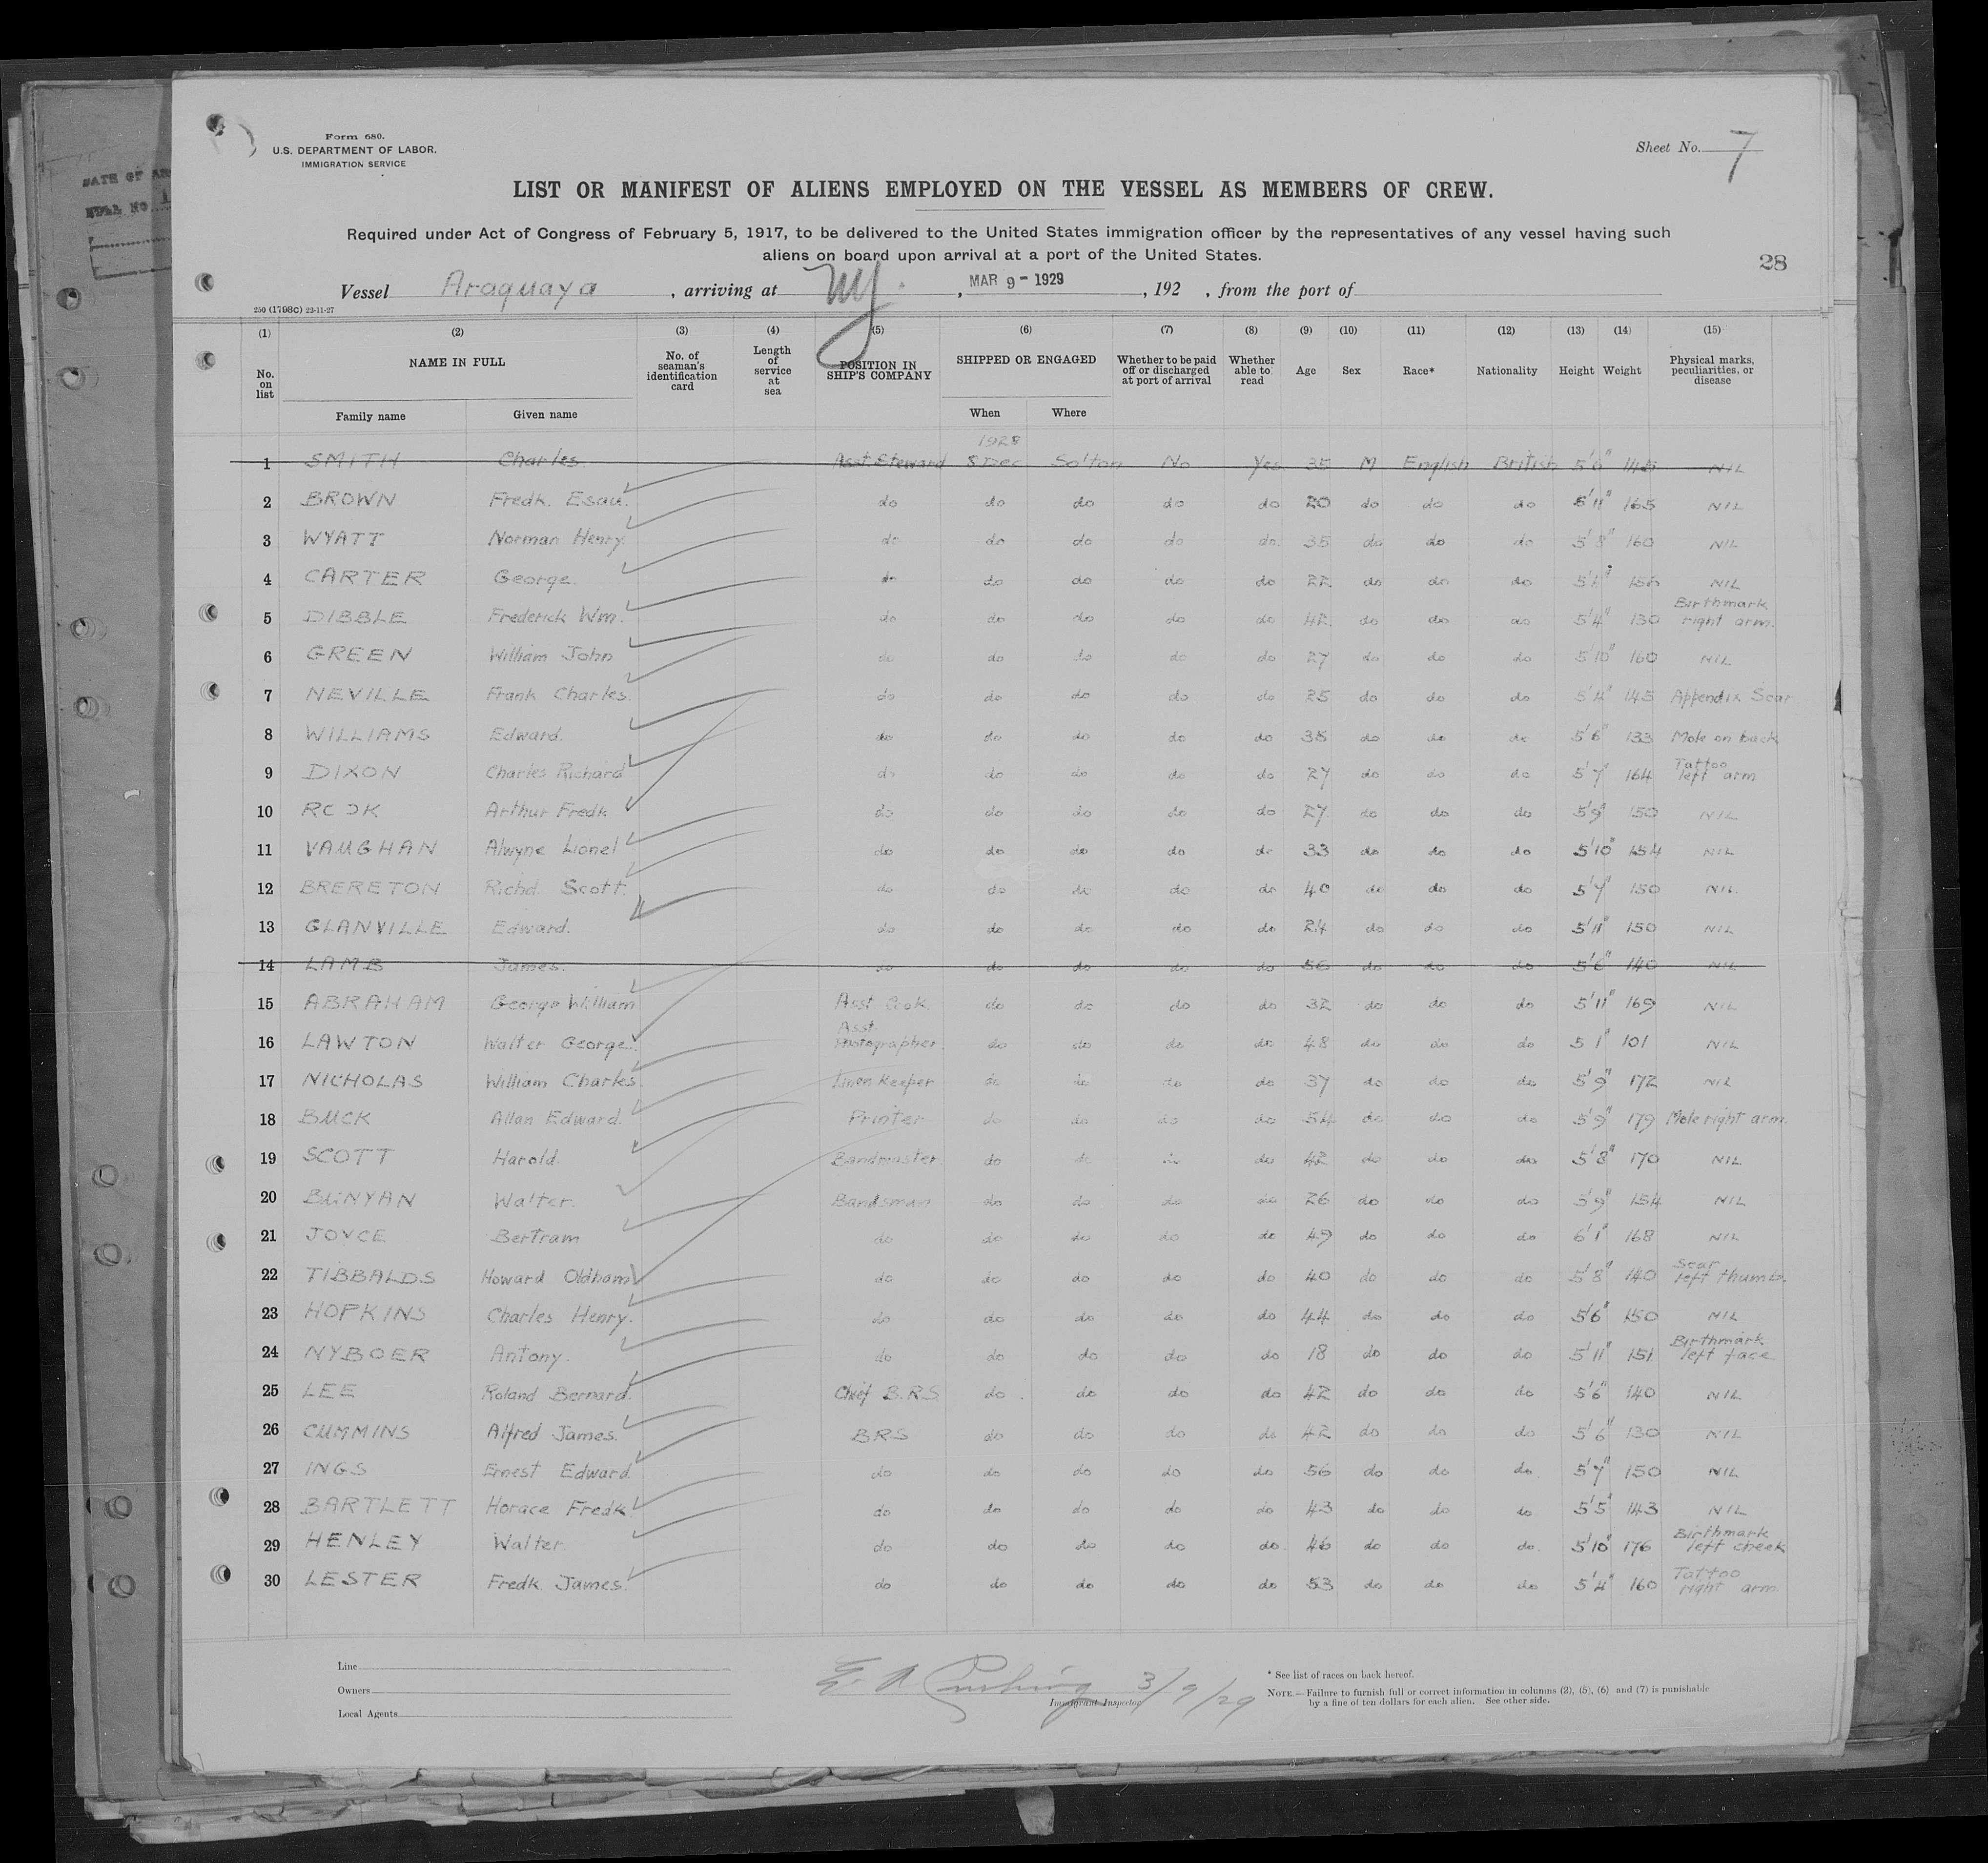 Form 680.
U.S. DEPARTMENT OF LABOR.
IMMIGRATION SERVICE
Sheet No. 7
LIST OR MANIFEST OF ALIENS EMPLOYED ON THE VESSEL AS MEMBERS OF CREW.
Required under Act of Congress of February 5, 1917, to be delivered to the United States immigration officer by the representatives of any vessel having such
aliens on board upon arrival at a port of the United States.
28
Vessel Araguaya, arriving at NY., MAR 9 - 1929, 192 , from the port of
250 (1798C) 23-11-27
(1) (2) (3) (4) (5) (6) (7) (8) (9) (10) (11) (12) (13) (14) (15)
No. on list NAME IN FULL No. of seaman's identification card Length of service at sea POSITION IN SHIP'S COMPANY SHIPPED OR ENGAGED Whether to be paid off or discharged at port of arrival Whether able to read Age Sex Race* Nationality Height Weight Physical marks, peculiarities, or disease
Family name Given name When Where
1928
1 SMITH Charles. Asst. Steward 8 Dec So'ton No Yes 35 M English British 5'6" 145 NIL
2 BROWN Fredk. Esau. do do do do do 20 do do do 5'11" 165 NIL
3 WYATT Norman Henry. do do do do do. 35 do do do 5'8" 160 NIL
4 CARTER George. do do do do do 22 do do do NIL
5 DIBBLE Frederick Wm. do do do do do 42 do do do 5'4" 130 Birthmark right arm.
6 GREEN William John do do do do do 27 do do do 5'10" 160 NIL
7 NEVILLE Frank Charles. do do do do do 25 do do do 5'4" 145 Appendix Scar
8 WILLIAMS Edward. do do do do do 35 do do do 5'6" 133 Mole on back
9 DIXON Charles Richard do do do do do 27 do do do 5'7" 164 Tattoo left arm
10 ROOK Arthur Fredk do do do do do 27 do do do 5'9" 150 NIL
11 VAUGHAN Alwyne Lionel do do do do do 33 do do do 5'10" 154 NIL
12 BRERETON Richd. Scott. do do do do do 40 do do do 5'7" 150 NIL.
13 GLANVILLE Edward. do do do do do 24 do do do 5'11" 150 NIL
14 LAMB James. do do do do do 56 do do do 5'6" 140 NIL
15 ABRAHAM George William Asst Cook. do do do do 32 do do do 5'11" 169 NIL
16 LAWTON Walter George. Asst. Photographer. do do do do 48 do do do 5'1" 101 NIL
17 NICHOLAS William Charles. Linen Keeper do do do do 37 do do do 5'9" 172 NIL
18 BUCK Allan Edward. Printer do do do do 54 do do do 5'9" 179 Mole right arm.
19 SCOTT Harold. Bandmaster. do do do do 42 do do do 5'8" 170 NIL
20 BUNYAN Walter. Bandsman do do do do 26 do do do 5'9" 154 NIL
21 JOYCE Bertram do do do do do 49 do do do 6'1" 168 NIL
22 TIBBALDS Howard Oldham do do do do do 40 do do do 5'8" 140 Scar left thumb.
23 HOPKINS Charles Henry. do do do do do 44 do do do 5'6" 150 NIL
24 NYBOER Antony. do do do do do 18 do do do 5'11" 151 Birthmark left face
25 LEE Roland Bernard. Chief B.R.S. do do do do 42 do do do 5'6" 140 NIL
26 CUMMINS Alfred James. BRS do do do do 42 do do do 5'6" 130 NIL
27 INGS Ernest Edward do do do do do 56 do do do. 5'7" 150 NIL
28 BARTLETT Horace Fredk. do do do do do 43 do do do 5'5" 143 NIL
29 HENLEY Walter. do do do do do 46 do do do. 5'10" 176 Birthmark left cheek
30 LESTER Fredk. James. do do do do do 53 do do do 5'4" 160 Tattoo right arm
Line
Owners
Local Agents
E. A. Cushing 3/9/29
Immigrant Inspector
* See list of races on back hereof.
NOTE.—Failure to furnish full or correct information in columns (2), (5), (6) and (7) is punishable
by a fine of ten dollars for each alien. See other side.